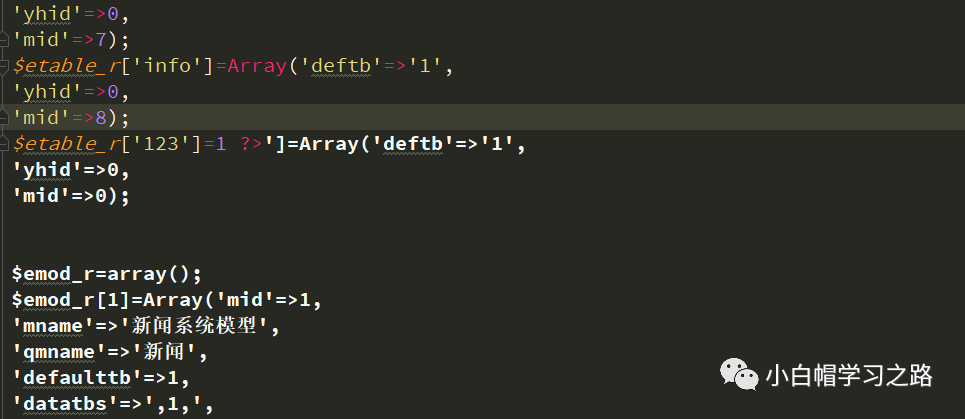 'yhid'=>0,
'mid'=>7);
$etable_r['info']=Array('deftb'=>'1',
'yhid'=>0,
'mid'=>8);
$etable_r['123']=1 ?>']=Array('deftb'=>'1',
'yhid'=>0,
'mid'=>0);
$emod_r=array();
$emod_r[1]=Array('mid'=>1,
'mname'=>'新闻系统模型',
'qmname'=>'新闻',
'defaulttb'=>1,
'datatbs'=>',1,',
小白帽学习之路